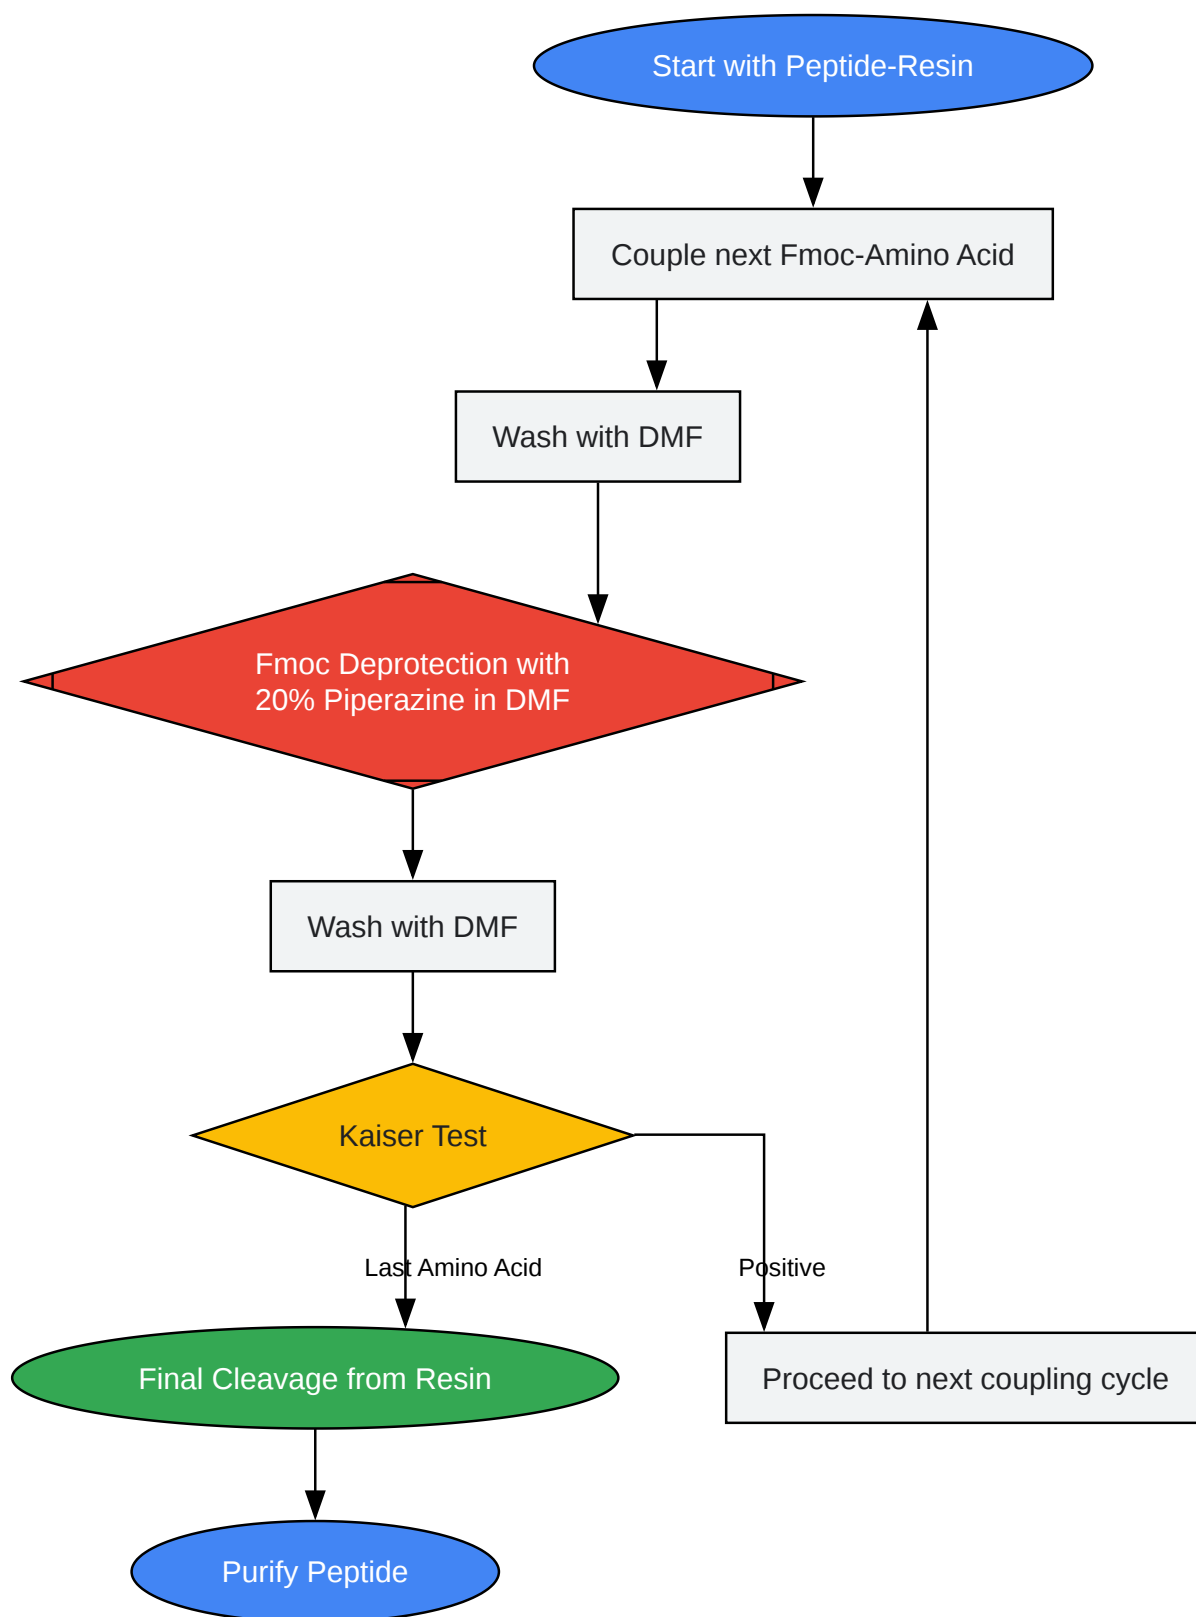 Start with Peptide-Resin
Couple next Fmoc-Amino Acid
Wash with DMF
Fmoc Deprotection with
20% Piperazine in DMF
Wash with DMF
Kaiser Test
Last Amino Acid
Positive
Final Cleavage from Resin
Proceed to next coupling cycle
Purify Peptide